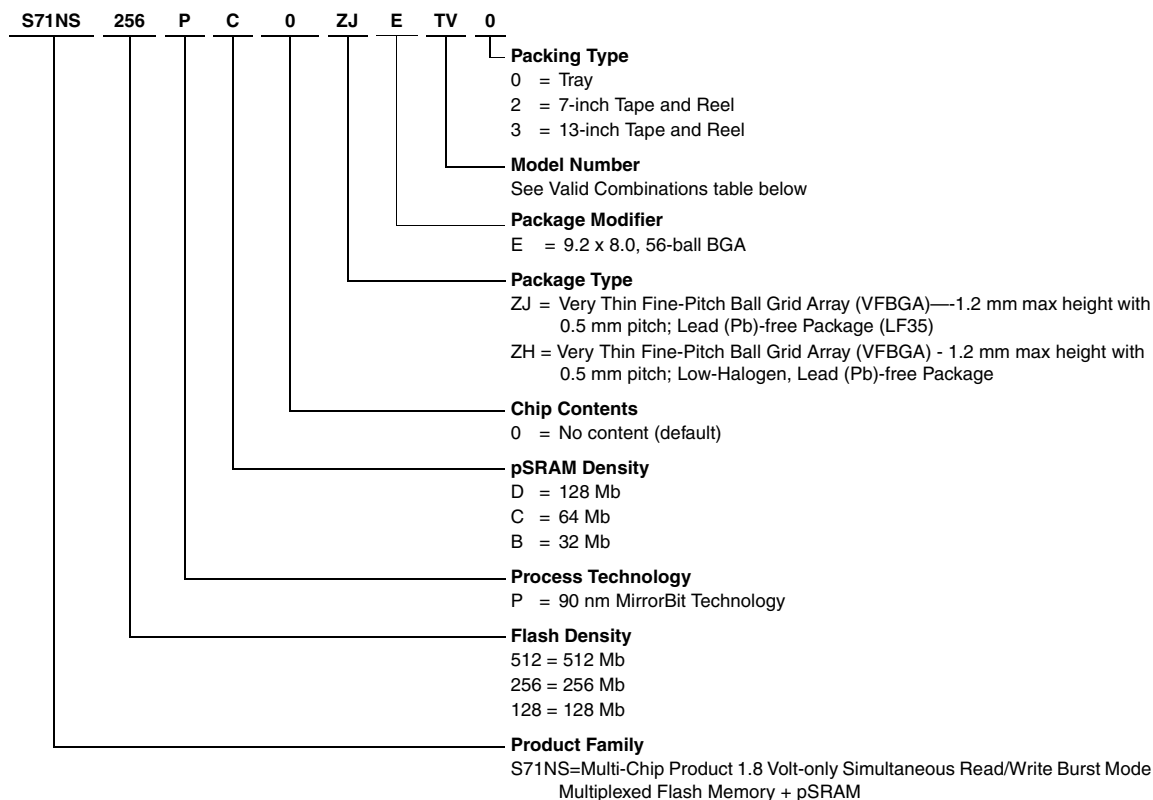 S71NS 256 P C 0 ZJ E TV 0
Packing Type
0 = Tray
2 = 7-inch Tape and Reel
3 = 13-inch Tape and Reel
Model Number
See Valid Combinations table below
Package Modifier
E = 9.2 x 8.0, 56-ball BGA
Package Type
ZJ = Very Thin Fine-Pitch Ball Grid Array (VFBGA)—-1.2 mm max height with
0.5 mm pitch; Lead (Pb)-free Package (LF35)
ZH = Very Thin Fine-Pitch Ball Grid Array (VFBGA) - 1.2 mm max height with
0.5 mm pitch; Low-Halogen, Lead (Pb)-free Package
Chip Contents
0 = No content (default)
pSRAM Density
D = 128 Mb
C = 64 Mb
B = 32 Mb
Process Technology
P = 90 nm MirrorBit Technology
Flash Density
512 = 512 Mb
256 = 256 Mb
128 = 128 Mb
Product Family
S71NS=Multi-Chip Product 1.8 Volt-only Simultaneous Read/Write Burst Mode
Multiplexed Flash Memory + pSRAM